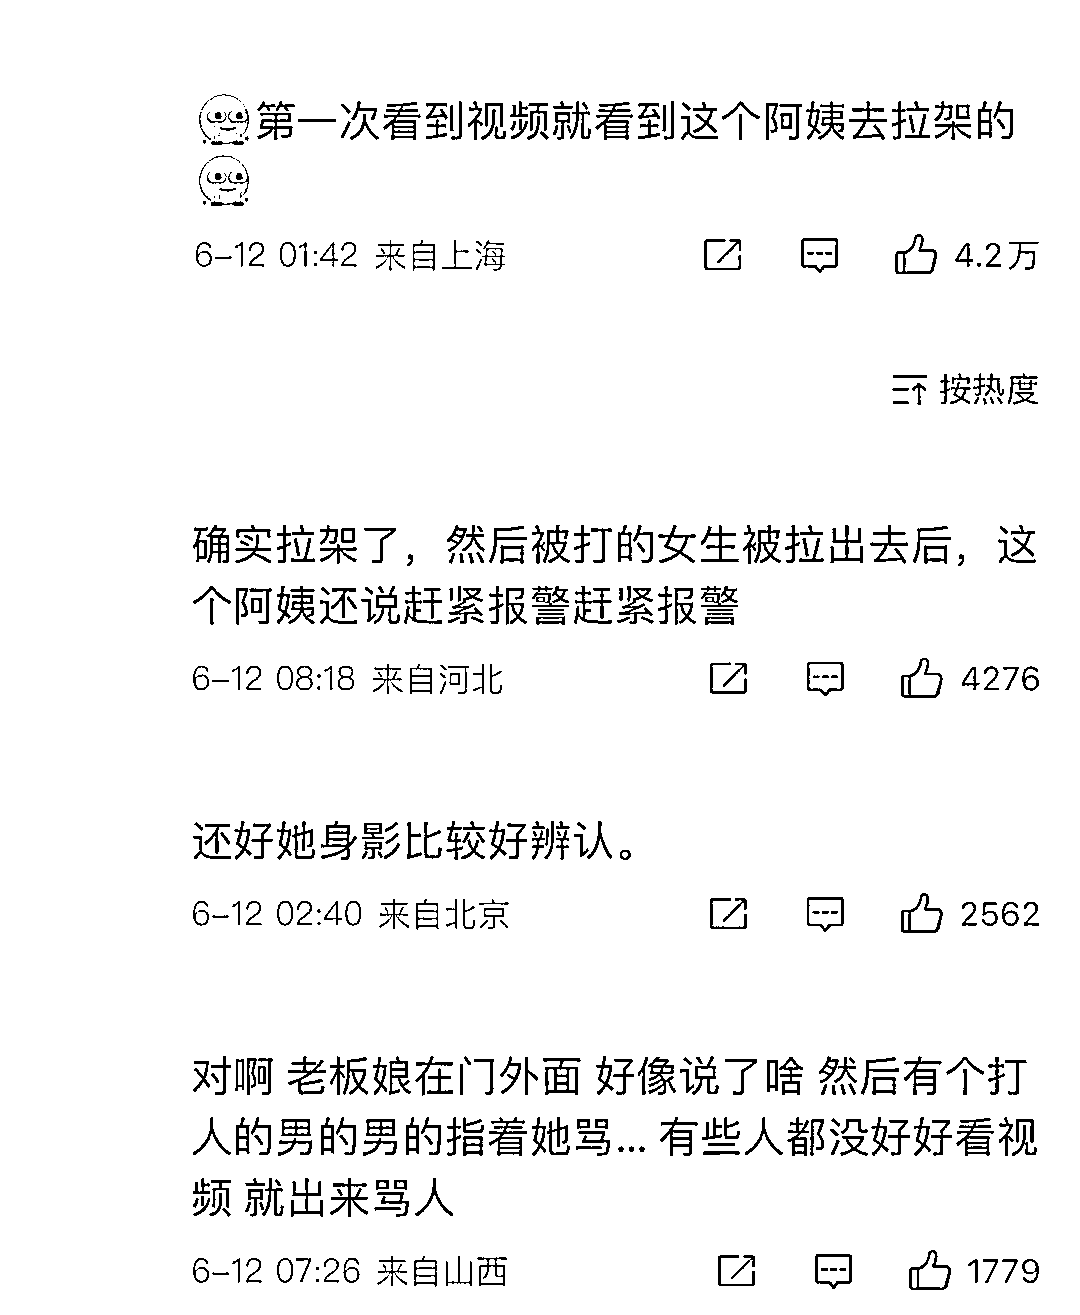 第一次看到视频就看到这个阿姨去拉架的
6-12 01:42 来自上海 4.2万
按热度
确实拉架了，然后被打的女生被拉出去后，这
个阿姨还说赶紧报警赶紧报警
6-12 08:18 来自河北 4276
还好她身影比较好辨认。
6-12 02:40 来自北京 2562
对啊 老板娘在门外面 好像说了啥 然后有个打
人的男的男的指着她骂... 有些人都没好好看视
频 就出来骂人
6-12 07:26 来自山西 1779